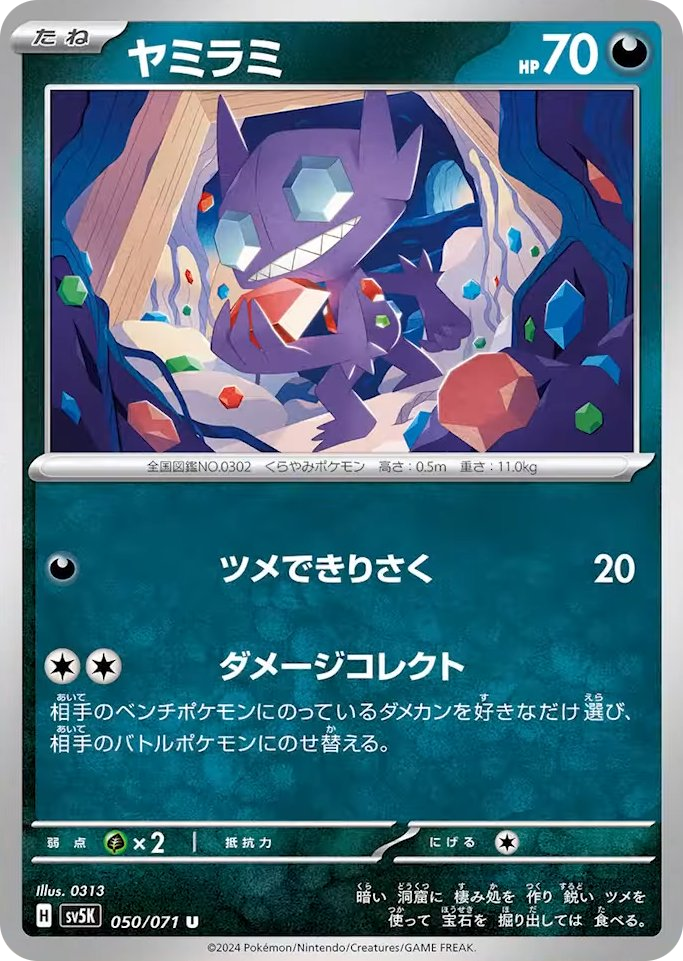 たね
ヤミラミ
HP70
全国図鑑NO.0302 くらやみポケモン 高さ:0.5m 重さ:11.0kg
ツメできりさく 20
ダメージコレクト
相手のベンチポケモンにのっているダメカンを好きなだけ選び、
相手のバトルポケモンにのせ替える。
弱点 ×2 抵抗力 にげる
Illus. 0313
H sv5K 050/071 U
暗い 洞窟に 棲み処を 作り 鋭い ツメを
使って 宝石を 掘り出しては 食べる。
©2024 Pokémon/Nintendo/Creatures/GAME FREAK.